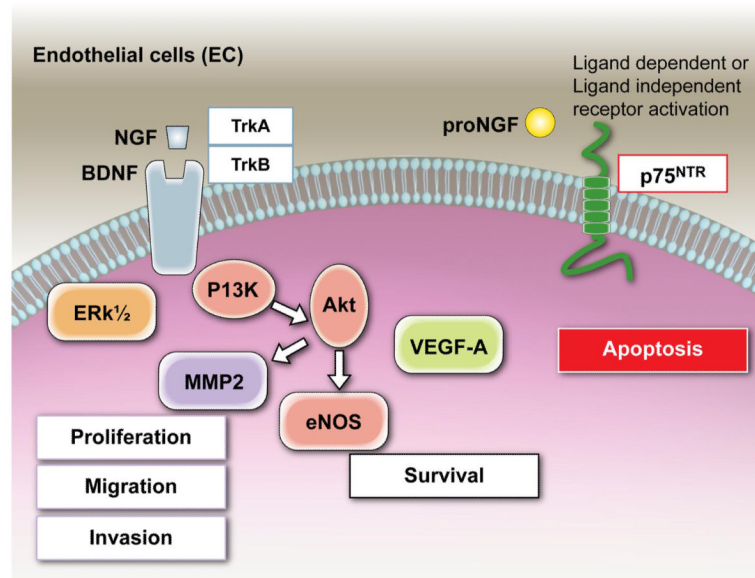 Endothelial cells (EC)
Ligand dependent or
Ligand independent
receptor activation
NGF
BDNF
TrkA
TrkB
proNGF
p75NTR
P13K
Akt
ERk½
MMP2
eNOS
VEGF-A
Apoptosis
Proliferation
Migration
Invasion
Survival